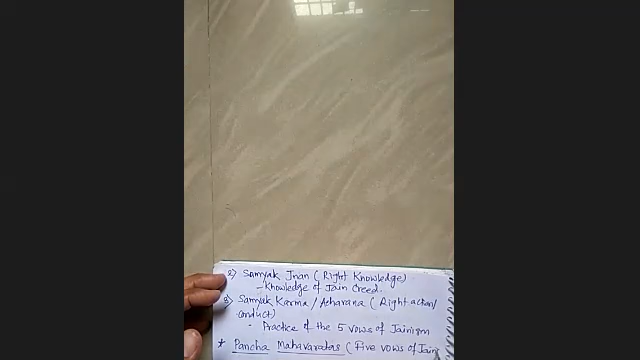 2) Samyak Jnan (Right Knowledge)
- Knowledge of Jain Creed.
3) Samyak Karma/Acharana (Right action/
conduct)
- Practice of the 5 vows of Jainism
* Pancha Mahavaratas (Five vows of Jain